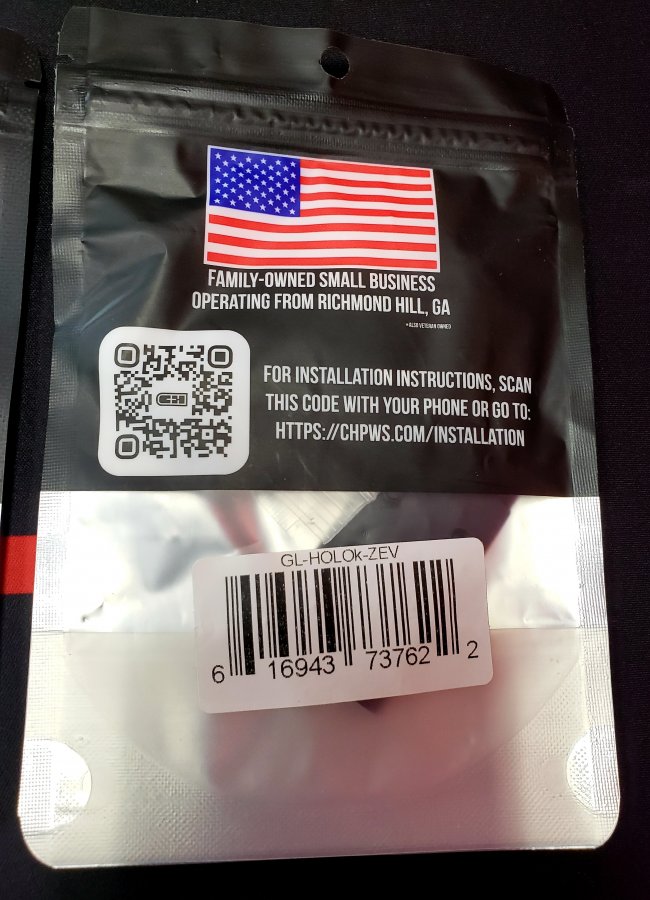 FAMILY-OWNED SMALL BUSINESS
OPERATING FROM RICHMOND HILL, GA
*ALSO VETERAN OWNED
FOR INSTALLATION INSTRUCTIONS, SCAN
THIS CODE WITH YOUR PHONE OR GO TO:
HTTPS://CHPWS.COM/INSTALLATION
CH
GL-HOLOK-ZEV
6 16943 73762 2